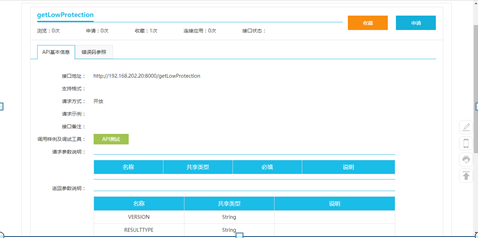 getLowProtection
浏览：0次 申请：0次 收藏：1次 连接应用：0次 接口状态：
收藏 申请
API基本信息 错误码参照
接口地址： http://192.168.202.20:8000/getLowProtection
支持格式：
请求方式： 开放
请求示例：
接口备注：
调用样例及调试工具： API测试
请求参数说明：
名称 共享类型 必填 说明
返回参数说明：
名称 共享类型 说明
VERSION String
RESULTTYPE String